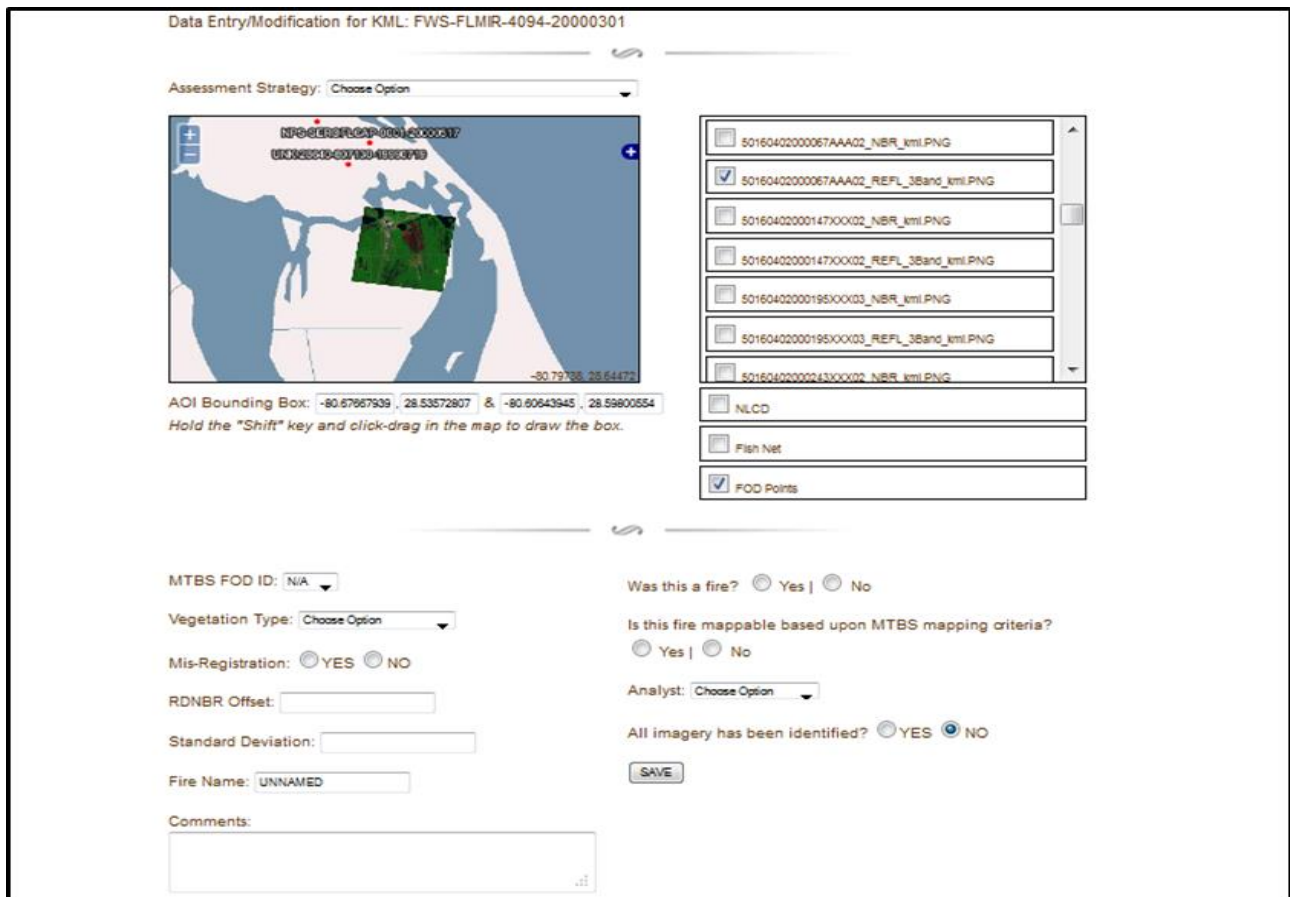 Data Entry/Modification for KML: FWS-FLMIR-4094-20000301
Assessment Strategy: Choose Option
+
−
+
-80.79738, 28.64472
AOI Bounding Box: -80.67667939 , 28.53572807 & -80.60643945 , 28.59800554
Hold the "Shift" key and click-drag in the map to draw the box.
50160402000067AAA02_NBR_kml.PNG
50160402000067AAA02_REFL_3Band_kml.PNG
50160402000147XXX02_NBR_kml.PNG
50160402000147XXX02_REFL_3Band_kml.PNG
50160402000195XXX03_NBR_kml.PNG
50160402000195XXX03_REFL_3Band_kml.PNG
50160402000243XXX02_NBR_kml.PNG
NLCD
Fish Net
FOD Points
MTBS FOD ID: N/A
Vegetation Type: Choose Option
Mis-Registration: YES NO
RDNBR Offset:
Standard Deviation:
Fire Name: UNNAMED
Comments:
Was this a fire? Yes | No
Is this fire mappable based upon MTBS mapping criteria?
Yes | No
Analyst: Choose Option
All imagery has been identified? YES NO
SAVE